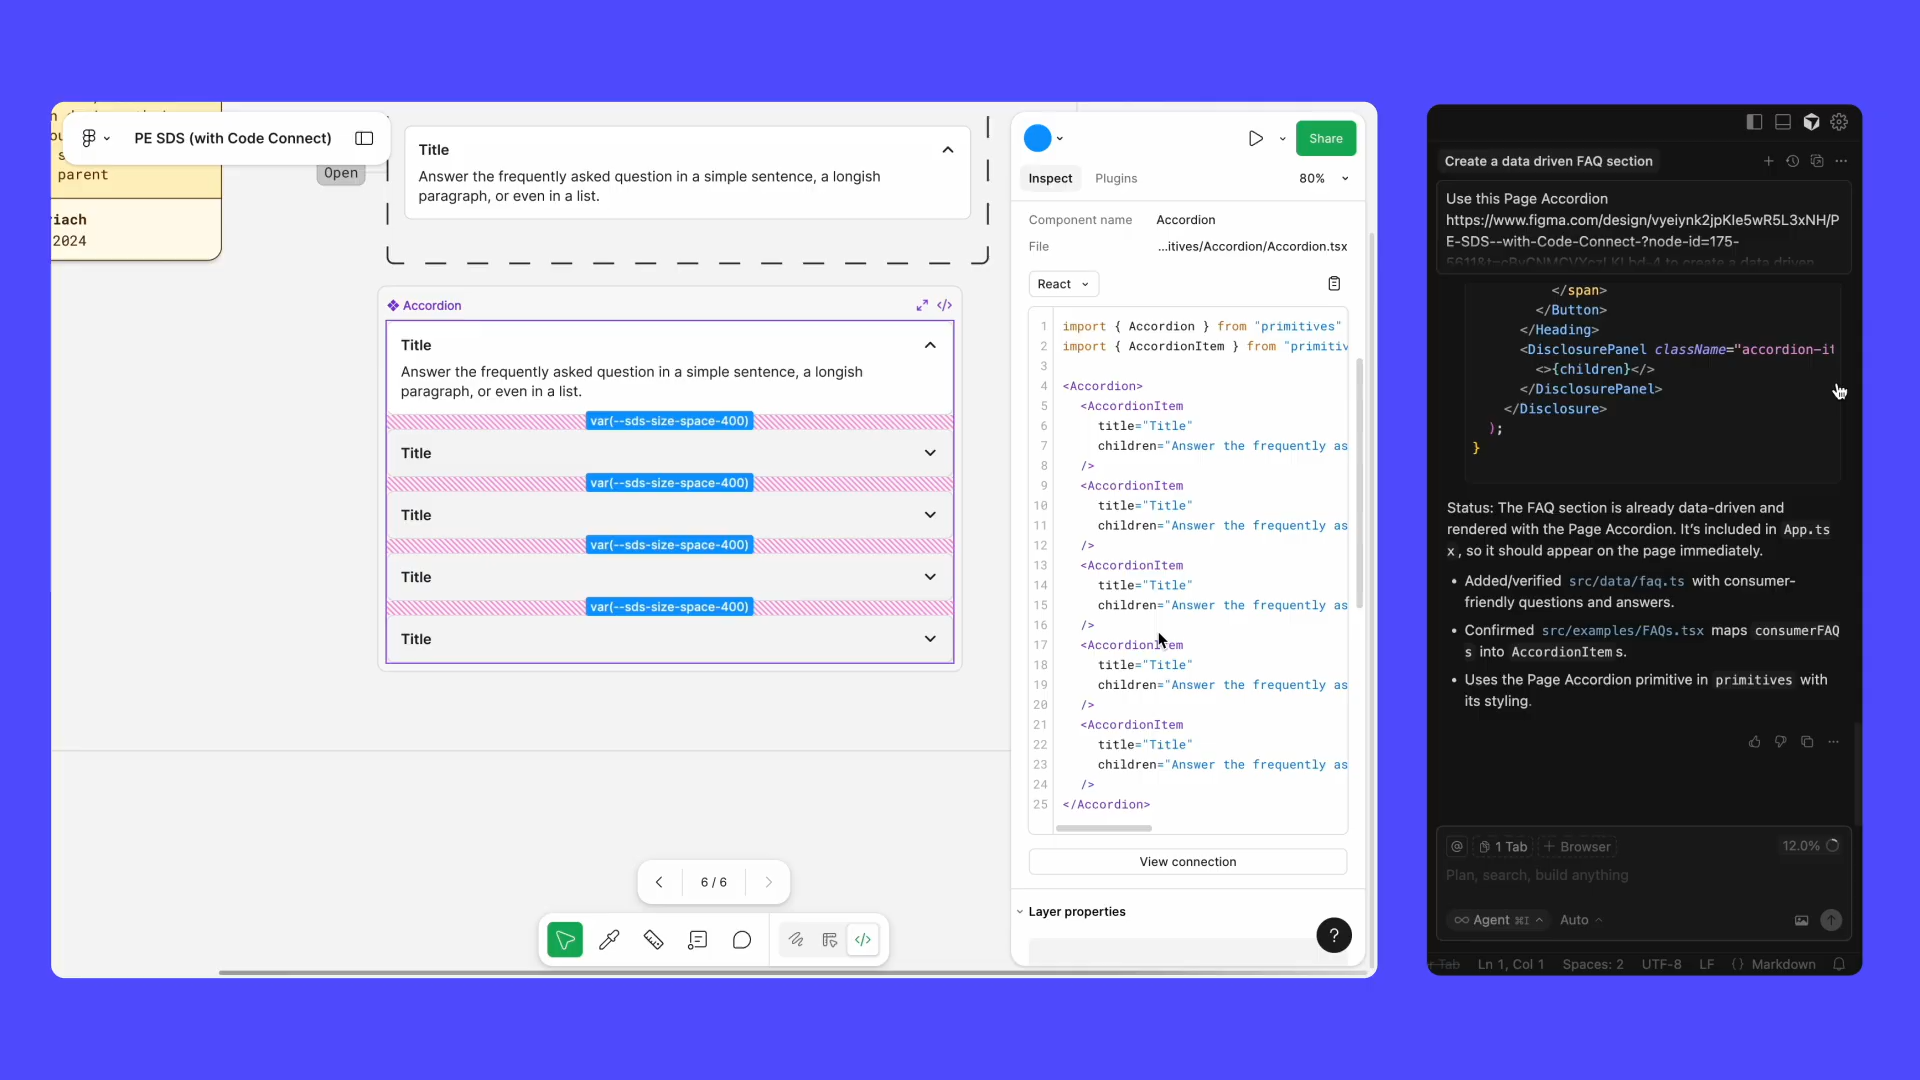 PE SDS (with Code Connect)
parent
riach
2024
Open
Title
Answer the frequently asked question in a simple sentence, a longish
paragraph, or even in a list.
Accordion
Title
Answer the frequently asked question in a simple sentence, a longish
paragraph, or even in a list.
var(--sds-size-space-400)
Title
var(--sds-size-space-400)
Title
var(--sds-size-space-400)
Title
var(--sds-size-space-400)
Title
6 / 6
Share
Inspect
Plugins
80%
Component name
Accordion
File
...itives/Accordion/Accordion.tsx
React
1 import { Accordion } from "primitives"
2 import { AccordionItem } from "primitiv
3
4 <Accordion>
5 <AccordionItem
6 title="Title"
7 children="Answer the frequently as
8 />
9 <AccordionItem
10 title="Title"
11 children="Answer the frequently as
12 />
13 <AccordionItem
14 title="Title"
15 children="Answer the frequently as
16 />
17 <AccordionItem
18 title="Title"
19 children="Answer the frequently as
20 />
21 <AccordionItem
22 title="Title"
23 children="Answer the frequently as
24 />
25 </Accordion>
View connection
Layer properties
?
Create a data driven FAQ section
Use this Page Accordion
https://www.figma.com/design/vyeiynk2jpKle5wR5L3xNH/P
E-SDS--with-Code-Connect-?node-id=175-
</span>
</Button>
</Heading>
<DisclosurePanel className="accordion-it
<>{children}</>
</DisclosurePanel>
</Disclosure>
);
}
Status: The FAQ section is already data-driven and
rendered with the Page Accordion. It's included in App.ts
x, so it should appear on the page immediately.
• Added/verified src/data/faq.ts with consumer-
friendly questions and answers.
• Confirmed src/examples/FAQs.tsx maps consumerFAQ
s into AccordionItem s.
• Uses the Page Accordion primitive in primitives with
its styling.
@
1 Tab
+ Browser
12.0%
Plan, search, build anything
Agent ⌘I
Auto
r Tab
Ln 1, Col 1
Spaces: 2
UTF-8
LF
{} Markdown